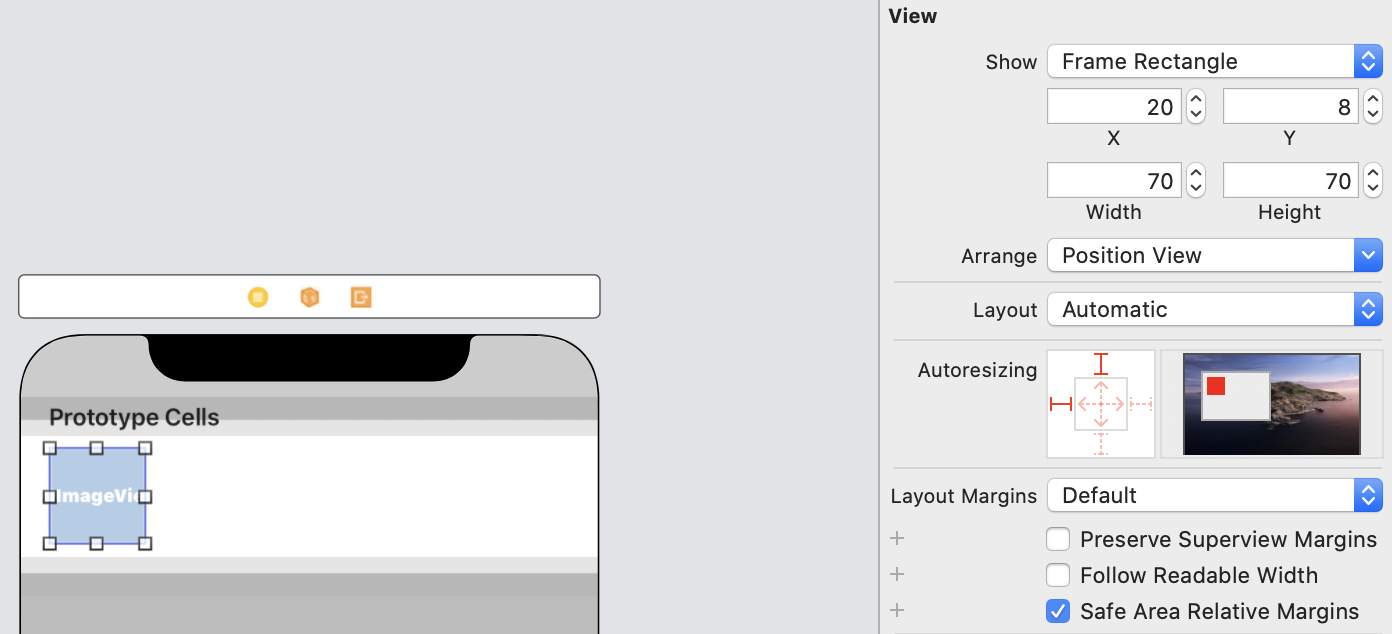 View
Show Frame Rectangle
20 8
X Y
70 70
Width Height
Arrange Position View
Layout Automatic
Autoresizing
Layout Margins Default
Preserve Superview Margins
Follow Readable Width
Safe Area Relative Margins
Prototype Cells